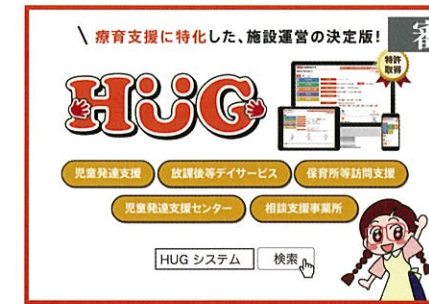 療育支援に特化した、施設運営の決定版!
審
特許
取得
HUG
児童発達支援
放課後等デイサービス
保育所等訪問支援
児童発達支援センター
相談支援事業所
HUG システム
検索